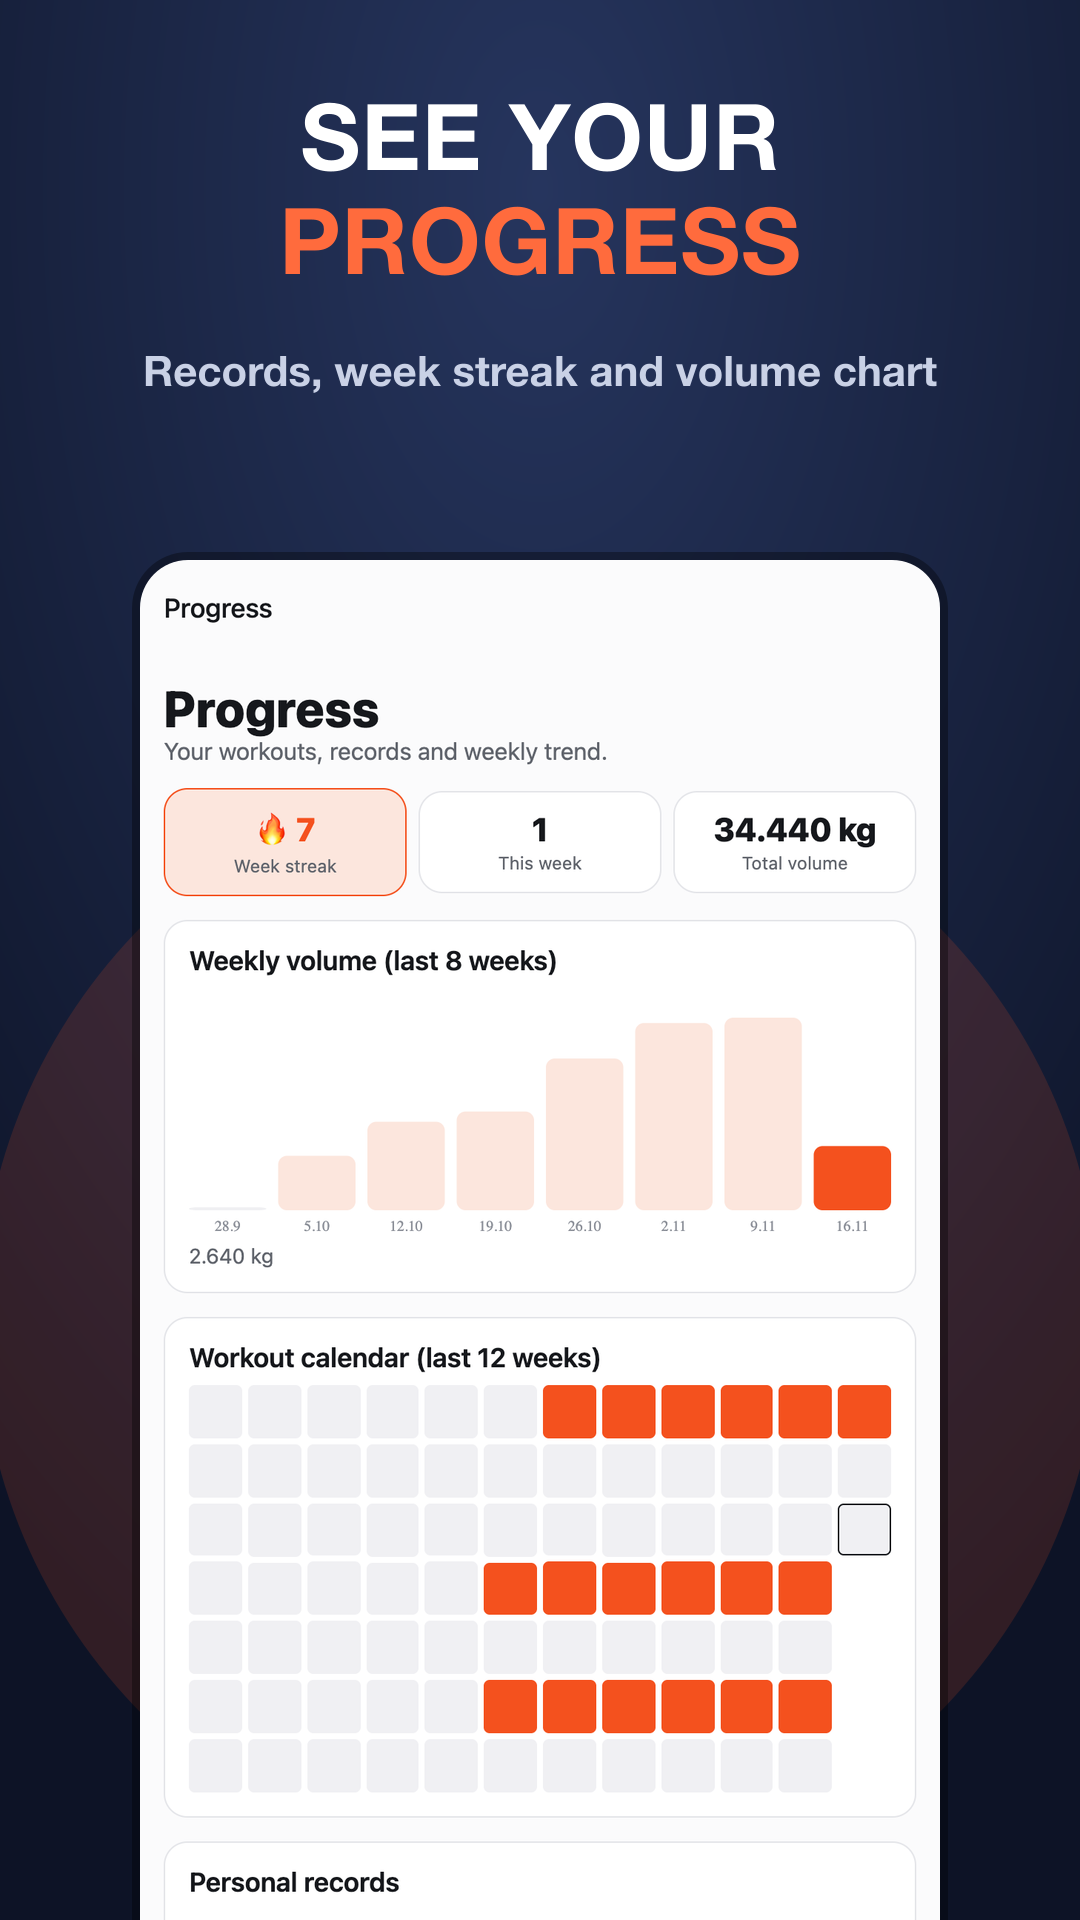 SEE YOUR
PROGRESS
Records, week streak and volume chart
Progress
Progress
Your workouts, records and weekly trend.
🔥 7
Week streak
1
This week
34.440 kg
Total volume
Weekly volume (last 8 weeks)
28.9 5.10 12.10 19.10 26.10 2.11 9.11 16.11
2.640 kg
Workout calendar (last 12 weeks)
Personal records